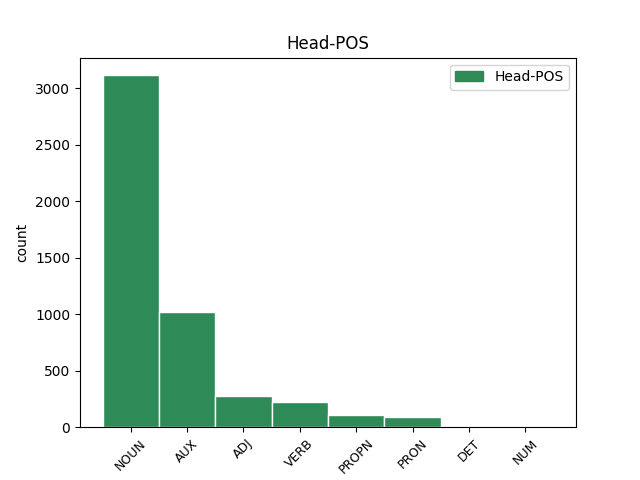 Head-POS
Head-POS
count
3000
2500
2000
1500
1000
500
0
NOUN
AUX
ADJ
VERB
PROPN
PRON
DET
NUM